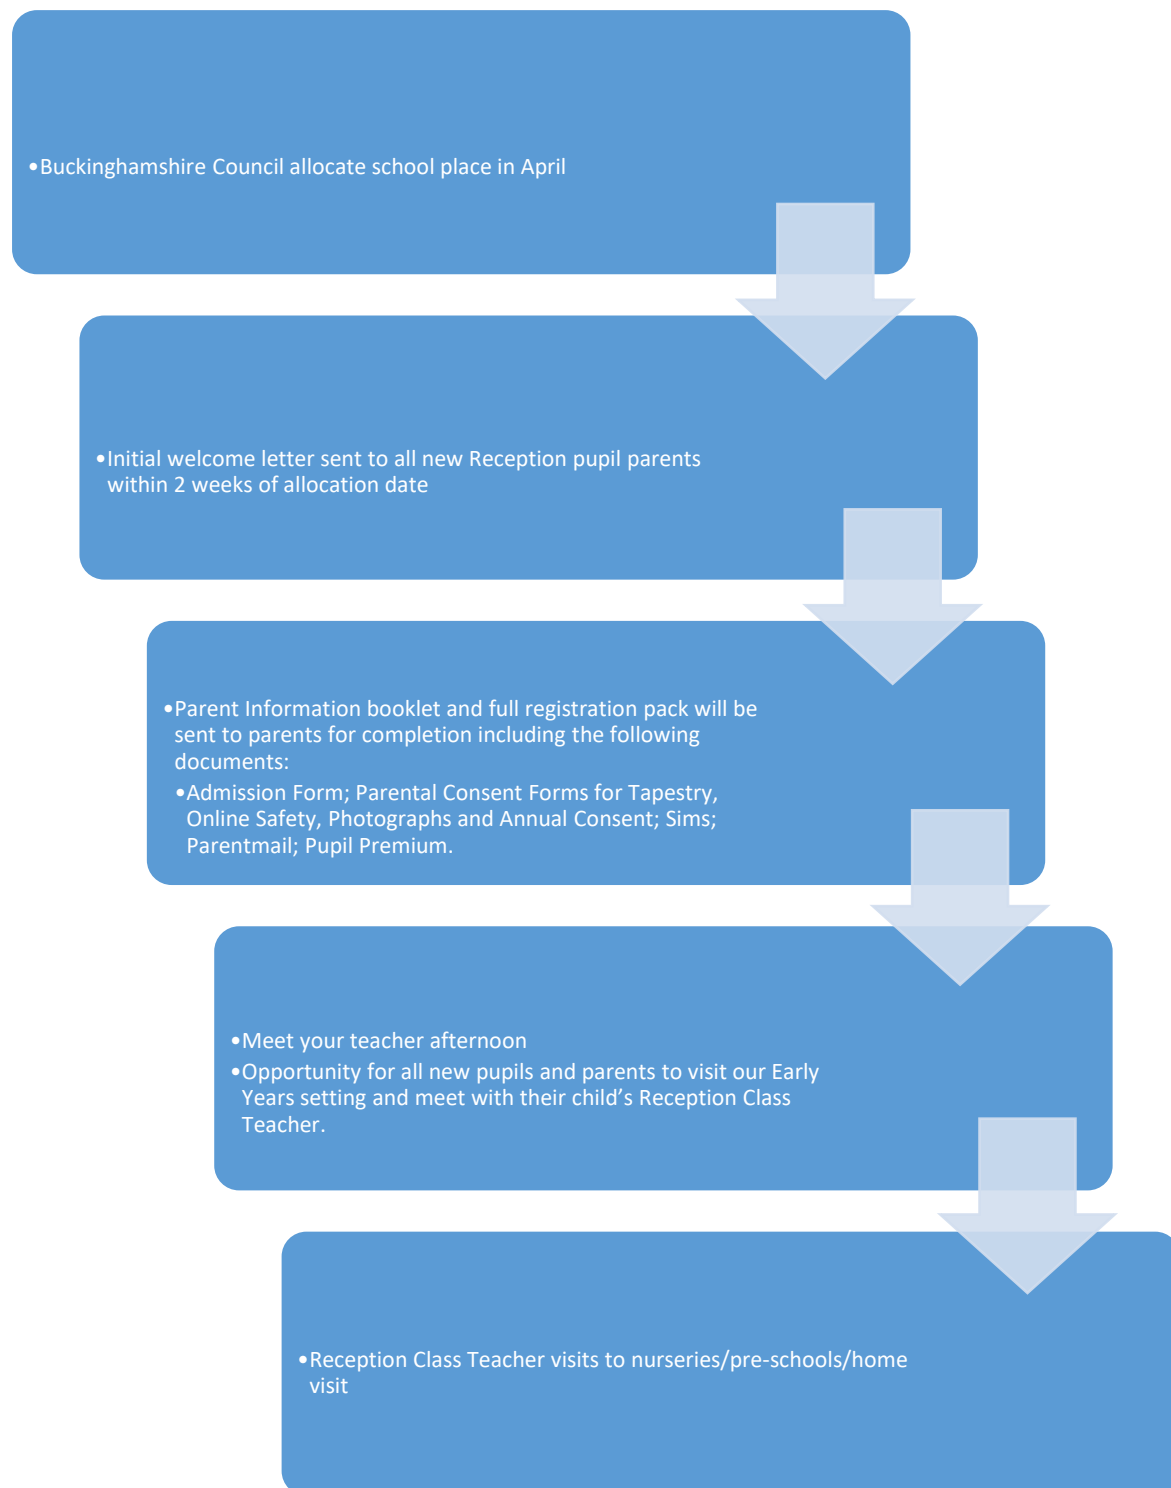 •Buckinghamshire Council allocate school place in April
•Initial welcome letter sent to all new Reception pupil parents
within 2 weeks of allocation date
•Parent Information booklet and full registration pack will be
sent to parents for completion including the following
documents:
•Admission Form; Parental Consent Forms for Tapestry,
Online Safety, Photographs and Annual Consent; Sims;
Parentmail; Pupil Premium.
•Meet your teacher afternoon
•Opportunity for all new pupils and parents to visit our Early
Years setting and meet with their child’s Reception Class
Teacher.
•Reception Class Teacher visits to nurseries/pre-schools/home
visit